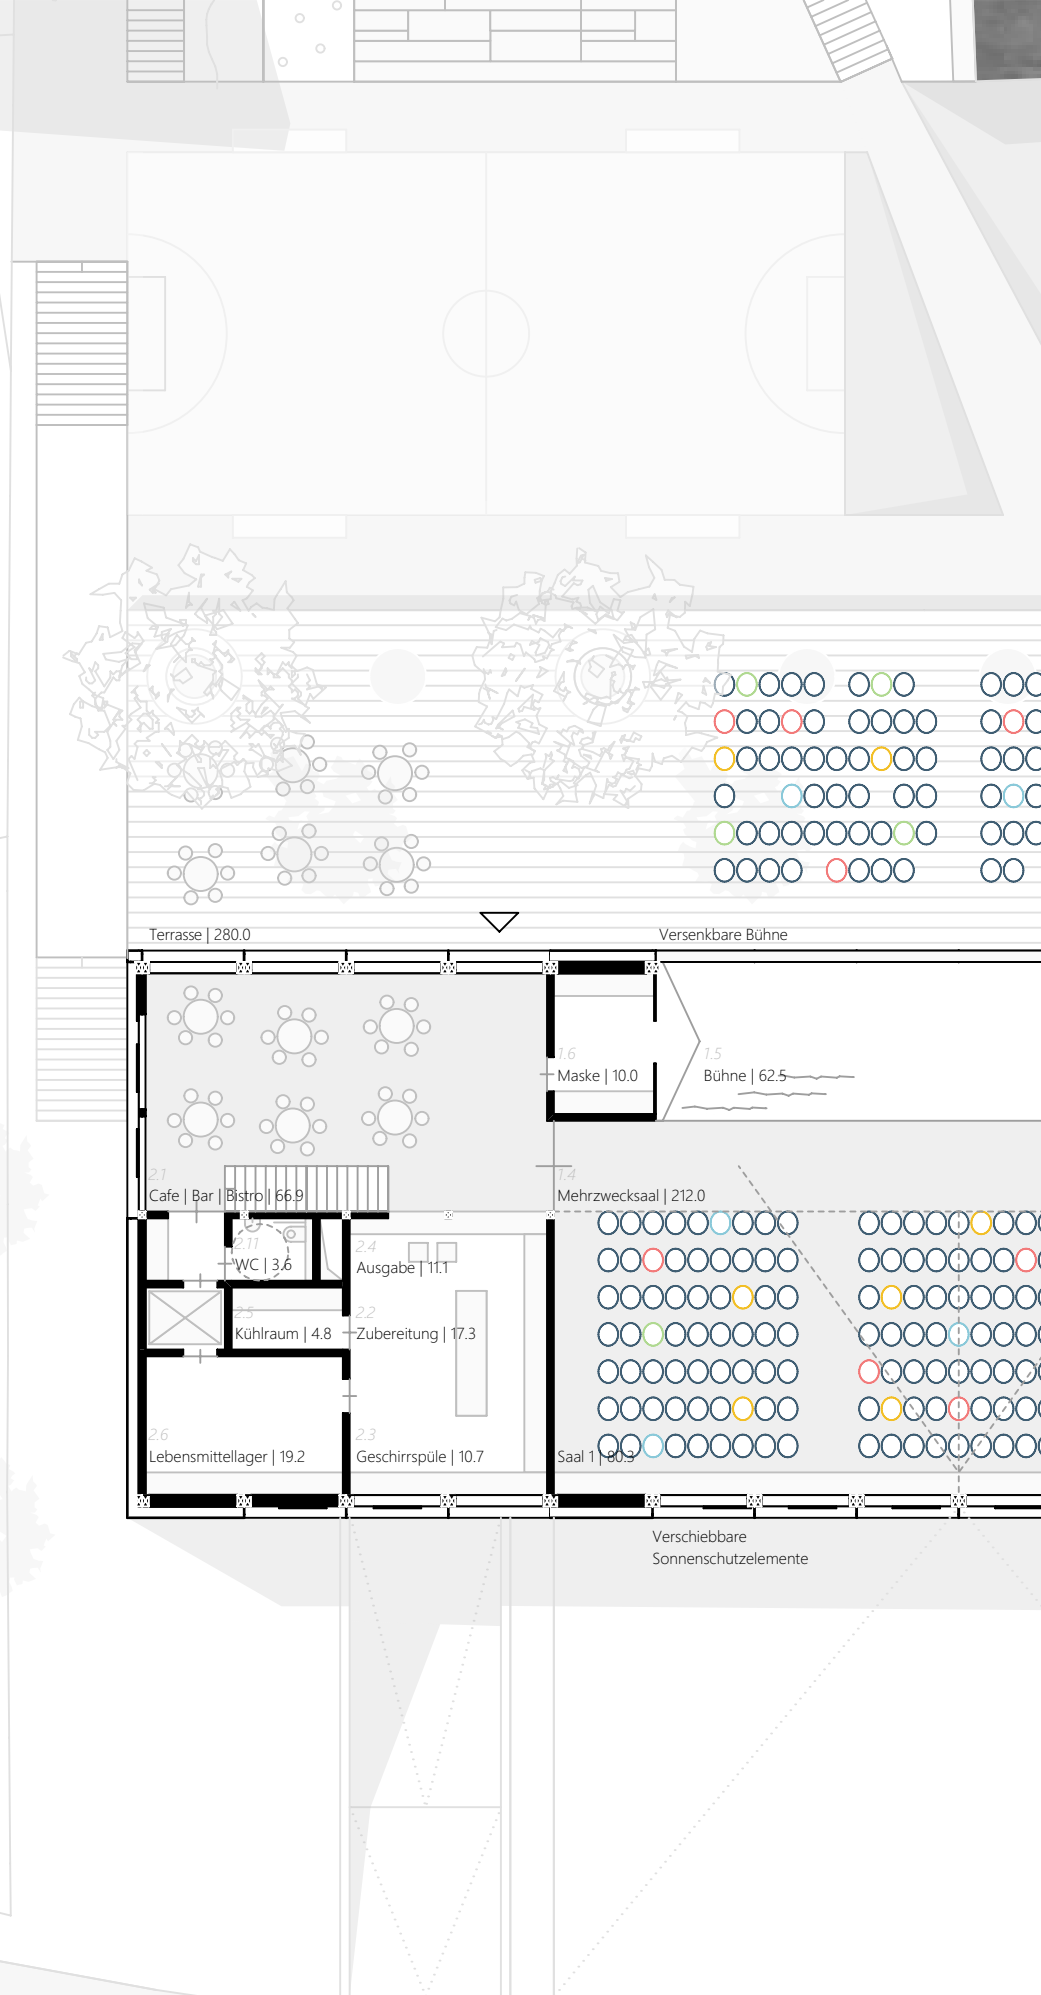 Terrasse | 280.0
Versenkbare Bühne
1.6
Maske | 10.0
1.5
Bühne | 62.5
2.1
Cafe | Bar | Bistro | 66.9
1.4
Mehrzwecksaal | 212.0
2.11
WC | 3.6
2.4
Ausgabe | 11.1
2.5
Kühlraum | 4.8
2.2
Zubereitung | 17.3
2.6
Lebensmittellager | 19.2
2.3
Geschirrspüle | 10.7
Saal 1 | 80.3
Verschiebbare
Sonnenschutzelemente